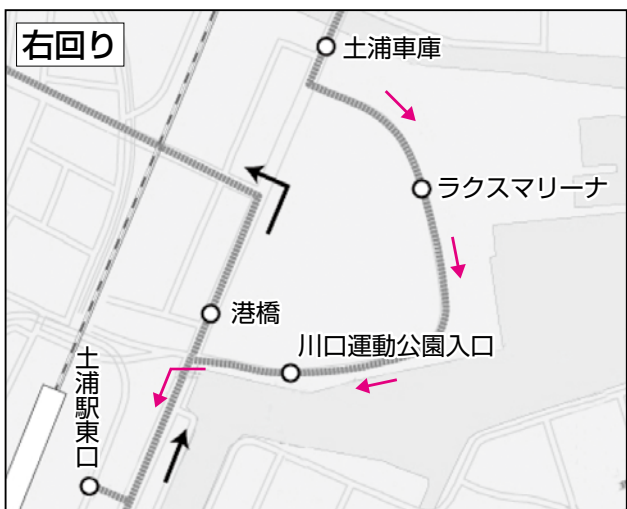 右回り
土浦車庫
ラクスマリーナ
港橋
川口運動公園入口
土浦駅東口